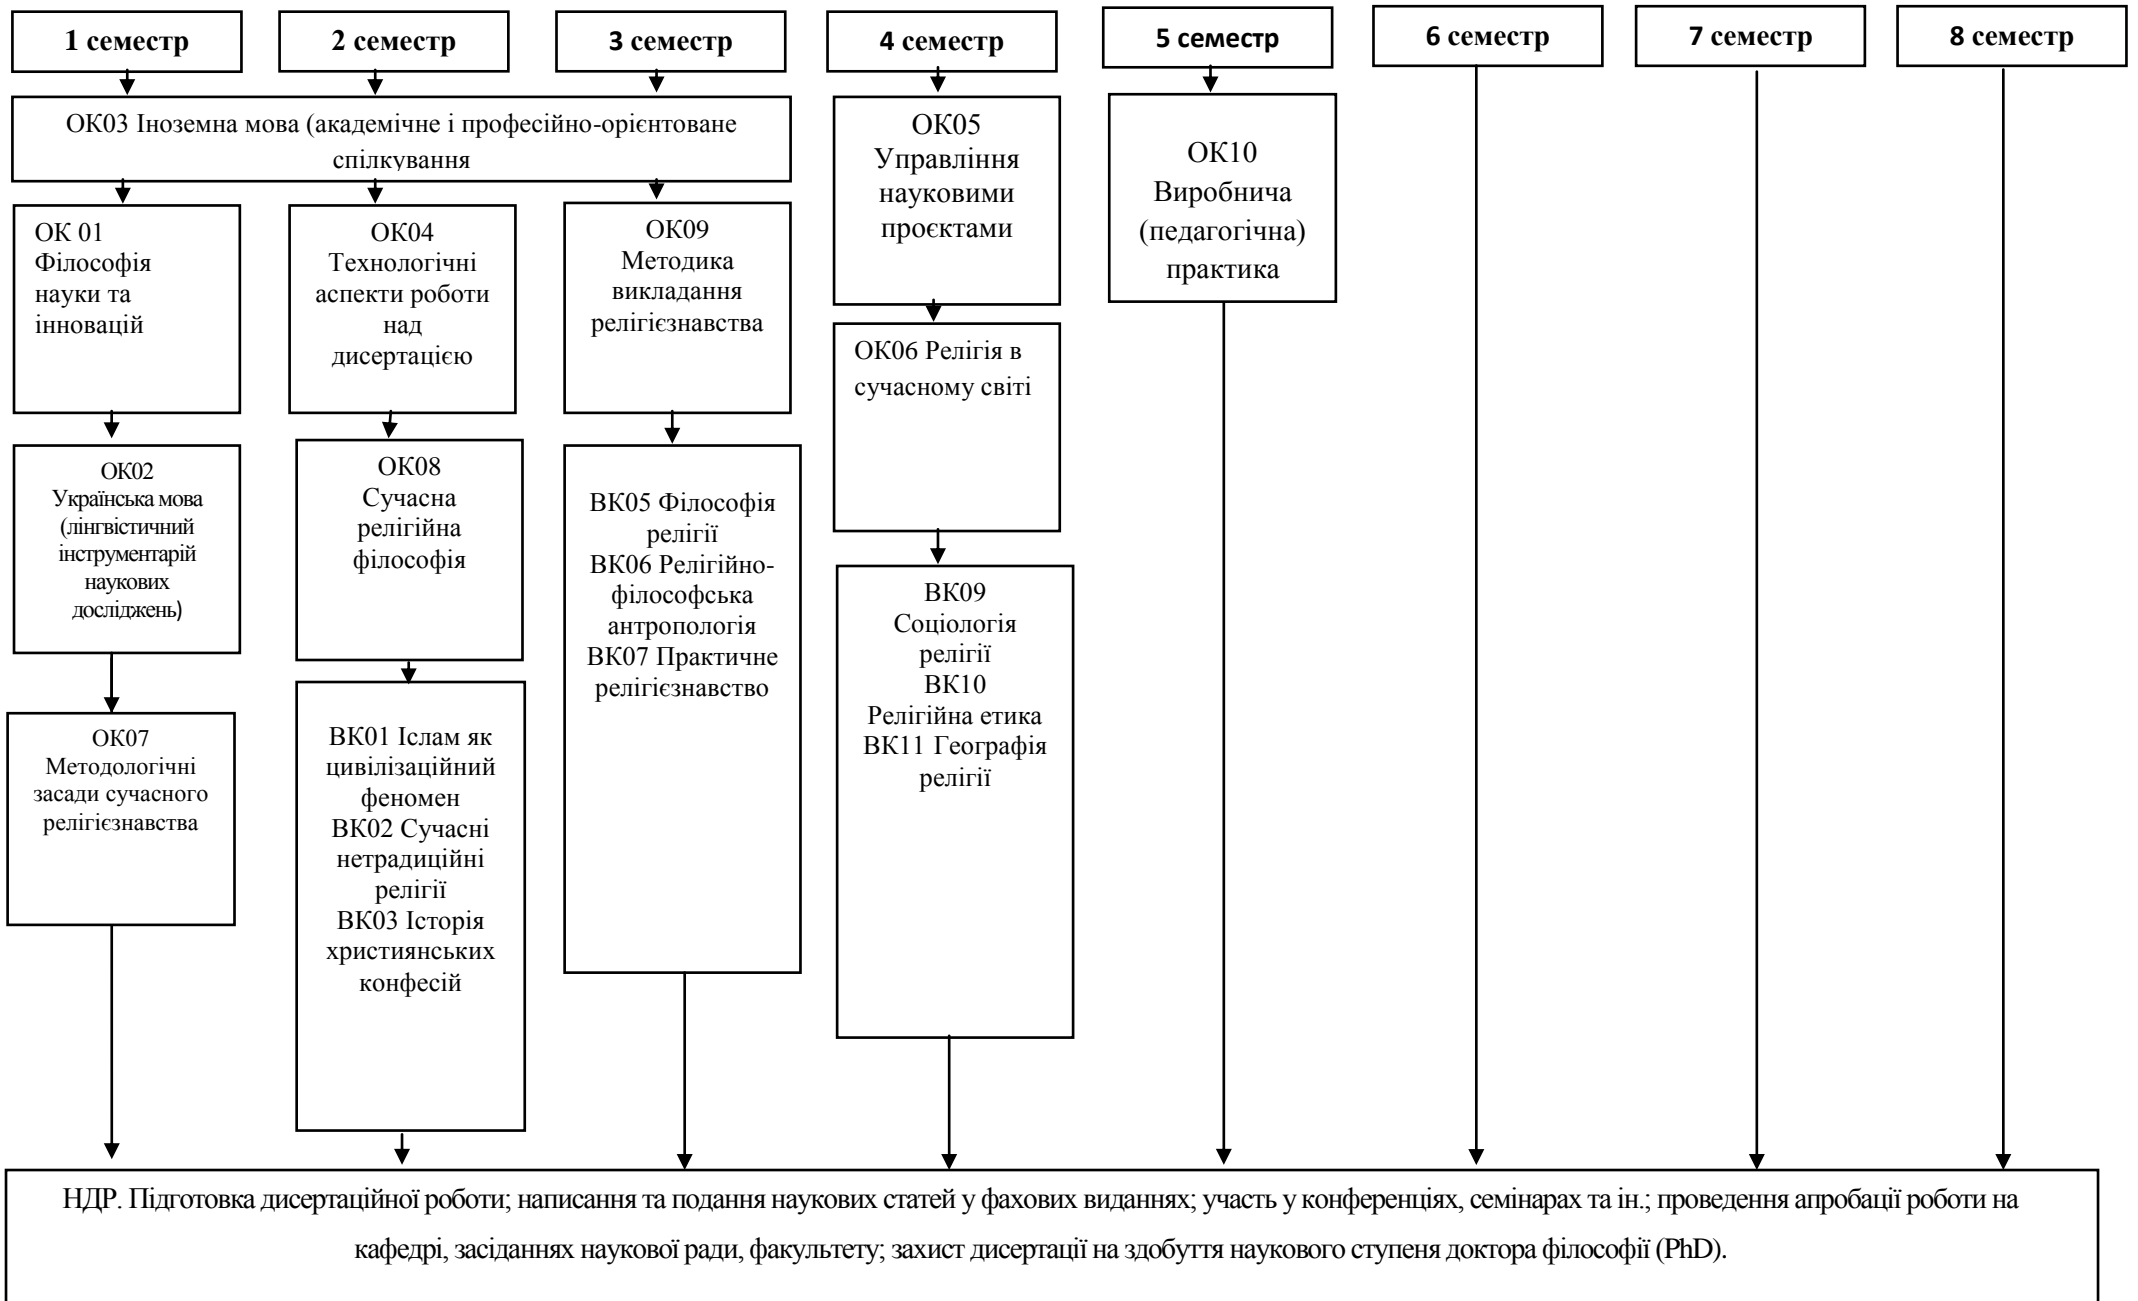 1 семестр
2 семестр
3 семестр
4 семестр
5 семестр
6 семестр
7 семестр
8 семестр
ОК03 Іноземна мова (академічне і професійно-орієнтоване
спілкування
ОК 01
Філософія
науки та
інновацій
ОК02
Українська мова
(лінгвістичний
інструментарій
наукових
досліджень)
ОК07
Методологічні
засади сучасного
релігієзнавства
ОК04
Технологічні
аспекти роботи
над
дисертацією
ОК08
Сучасна
релігійна
філософія
ВК01 Іслам як
цивілізаційний
феномен
ВК02 Сучасні
нетрадиційні
релігії
ВК03 Історія
християнських
конфесій
ОК09
Методика
викладання
релігієзнавства
ВК05 Філософія
релігії
ВК06 Релігійно-
філософська
антропологія
ВК07 Практичне
релігієзнавство
ОК05
Управління
науковими
проєктами
ОК06 Релігія в
сучасному світі
ВК09
Соціологія
релігії
ВК10
Релігійна етика
ВК11 Географія
релігії
ОК10
Виробнича
(педагогічна)
практика
НДР. Підготовка дисертаційної роботи; написання та подання наукових статей у фахових виданнях; участь у конференціях, семінарах та ін.; проведення апробації роботи на
кафедрі, засіданнях наукової ради, факультету; захист дисертації на здобуття наукового ступеня доктора філософії (PhD).